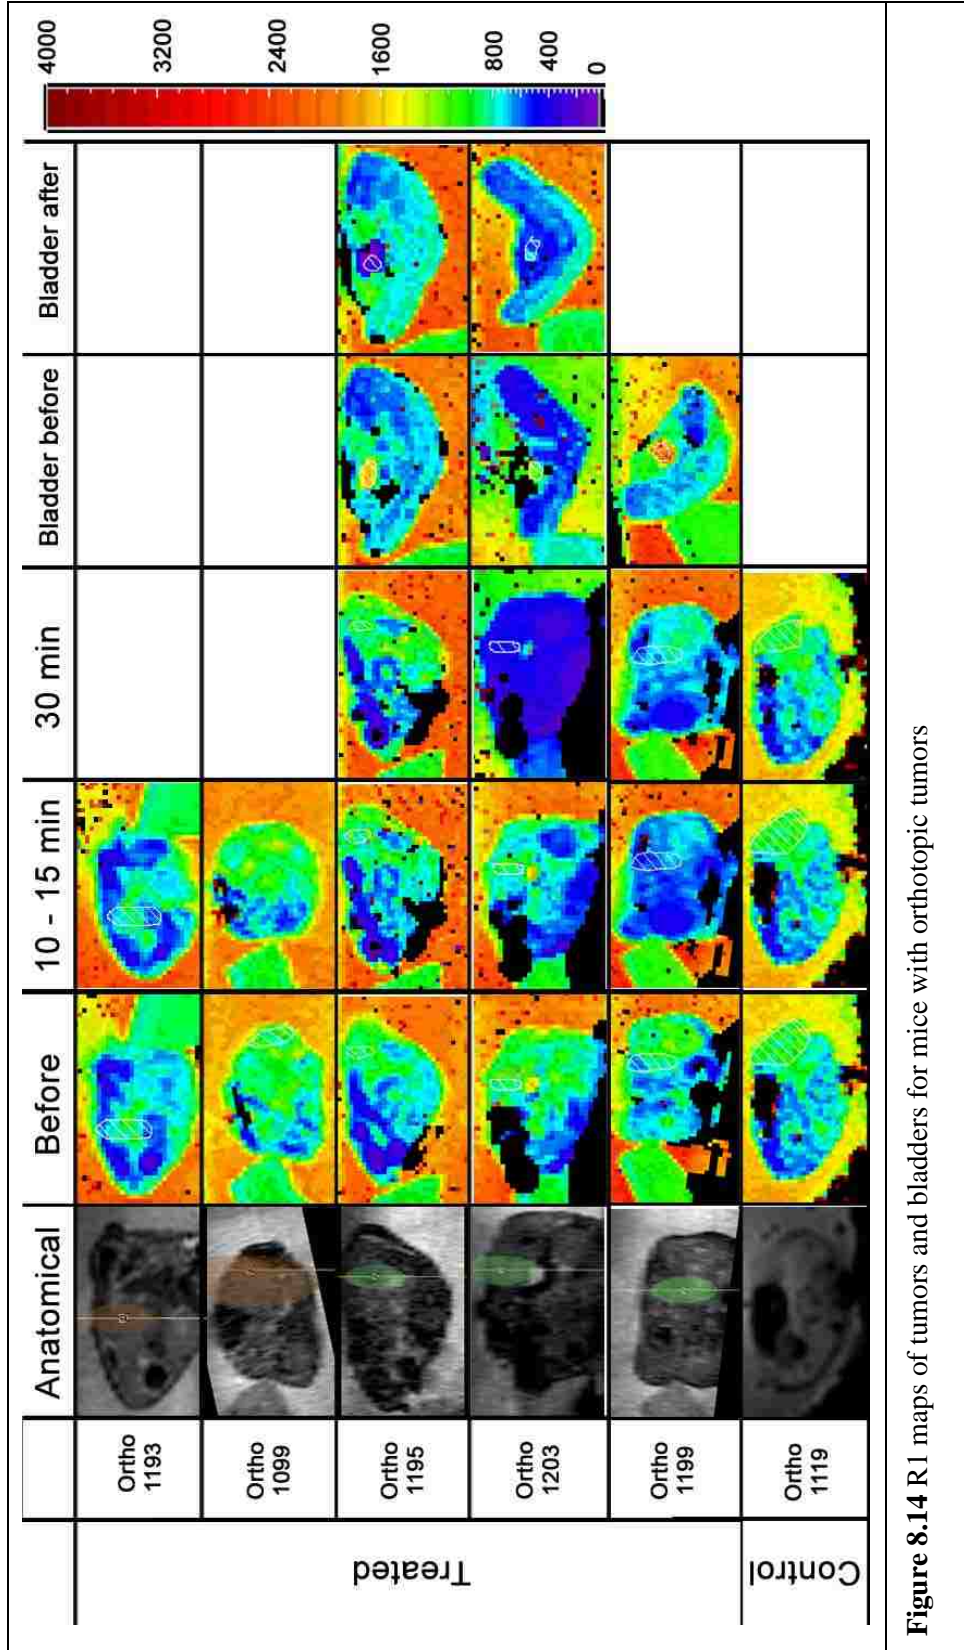 Anatomical
Before
10 - 15 min
30 min
Bladder before
Bladder after
4000
3200
2400
1600
800
400
0
Treated
Ortho
1193
Ortho
1099
Ortho
1195
Ortho
1203
Ortho
1199
Control
Ortho
1119
Figure 8.14 R1 maps of tumors and bladders for mice with orthotopic tumors